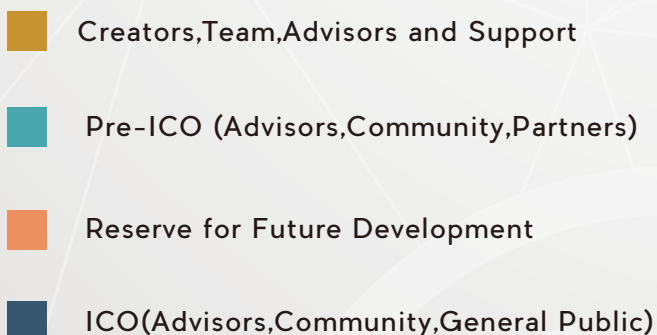 Creators,Team,Advisors and Support
Pre-ICO (Advisors,Community,Partners)
Reserve for Future Development
ICO(Advisors,Community,General Public)